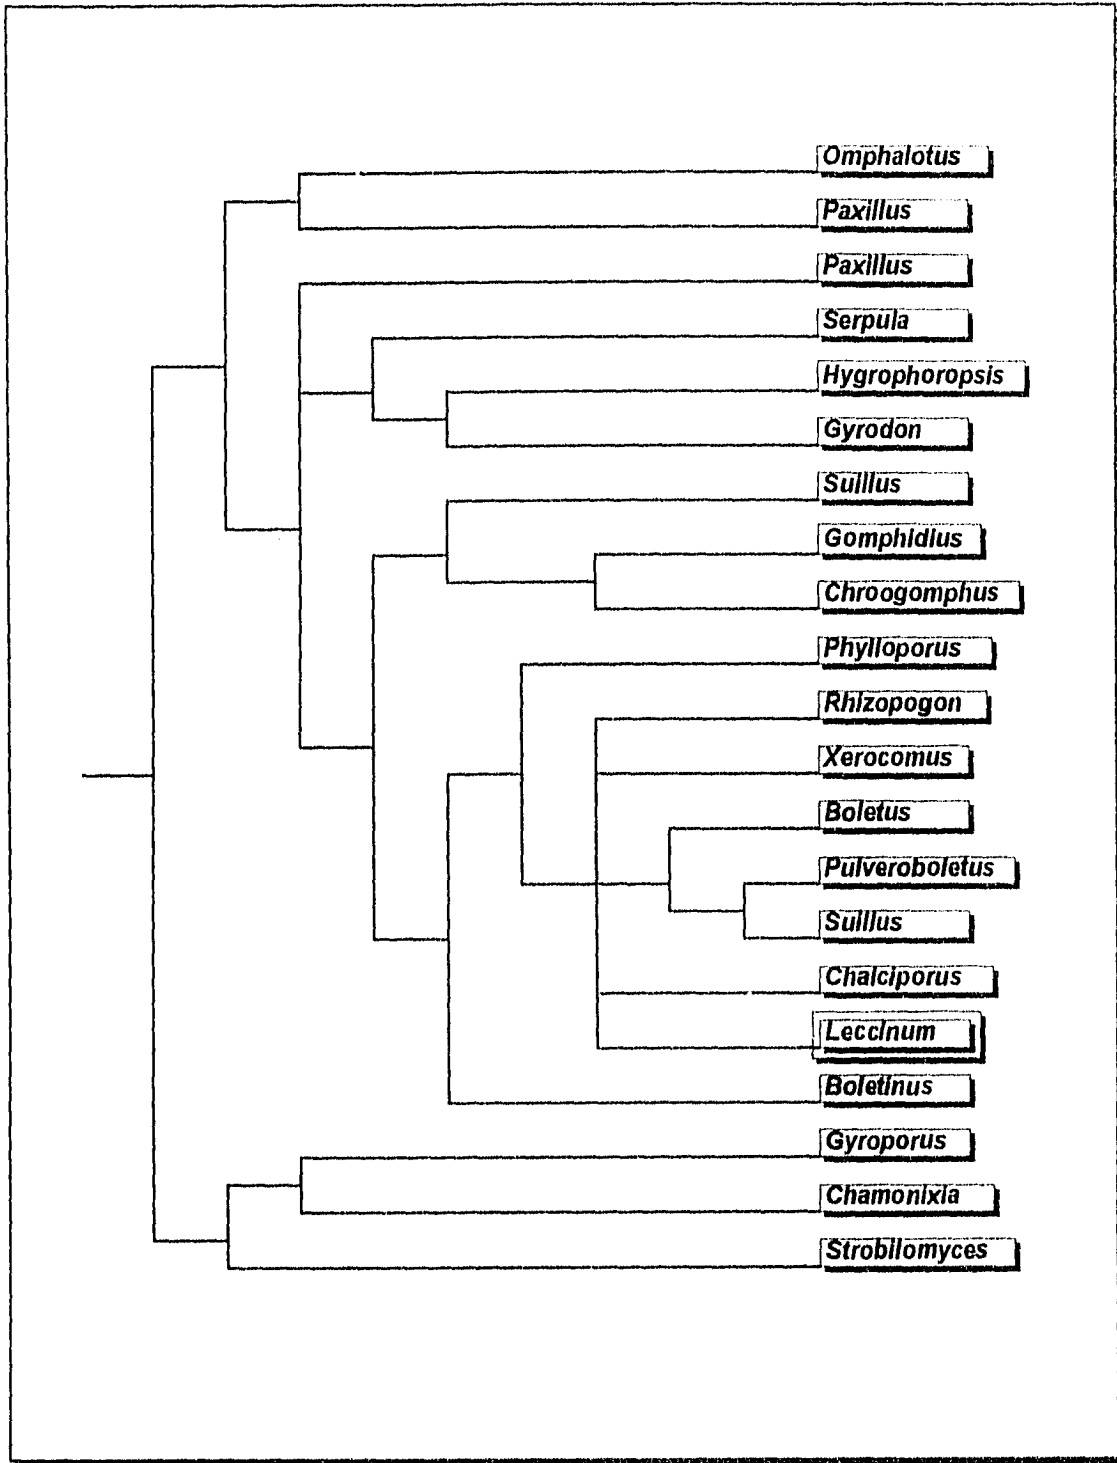 Omphalotus
Paxillus
Paxillus
Serpula
Hygrophoropsis
Gyrodon
Suillus
Gomphidius
Chroogomphus
Phylloporus
Rhizopogon
Xerocomus
Boletus
Pulveroboletus
Suillus
Chalciporus
Leccinum
Boletinus
Gyroporus
Chamonixia
Strobilomyces